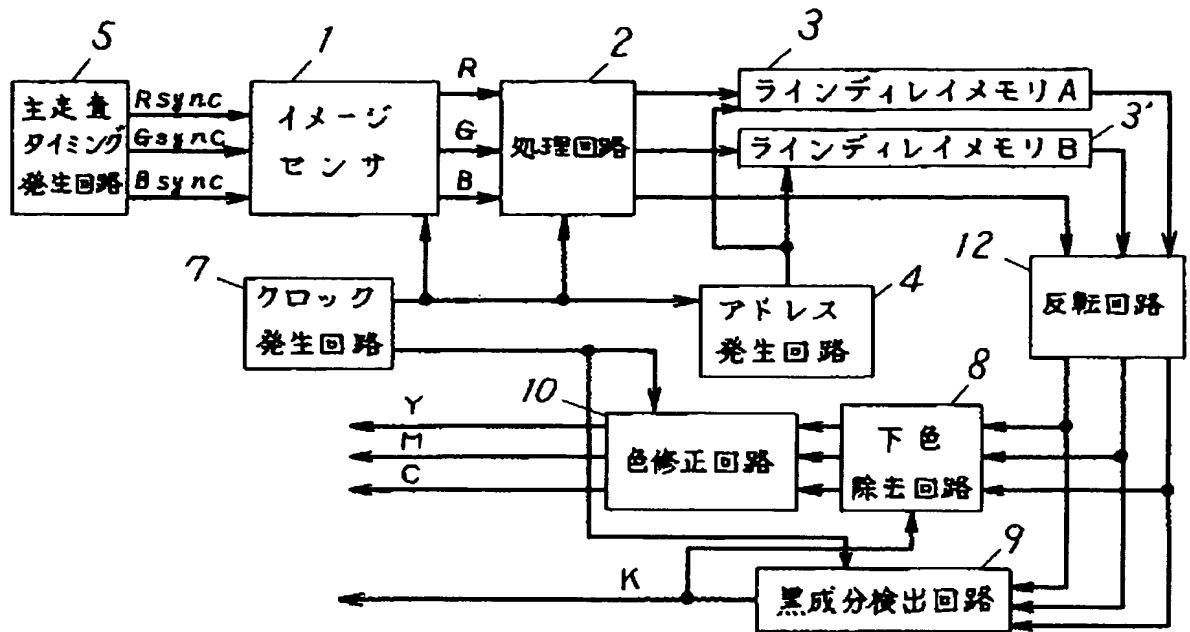 5
主走査
タイミング
発生回路
Rsync
Gsync
Bsync
1
イメージ
センサ
R
G
B
2
処理回路
3
ラインディレイメモリA
3'
ラインディレイメモリB
7
クロック
発生回路
4
アドレス
発生回路
12
反転回路
10
色修正回路
Y
M
C
8
下色
除去回路
9
黒成分検出回路
K